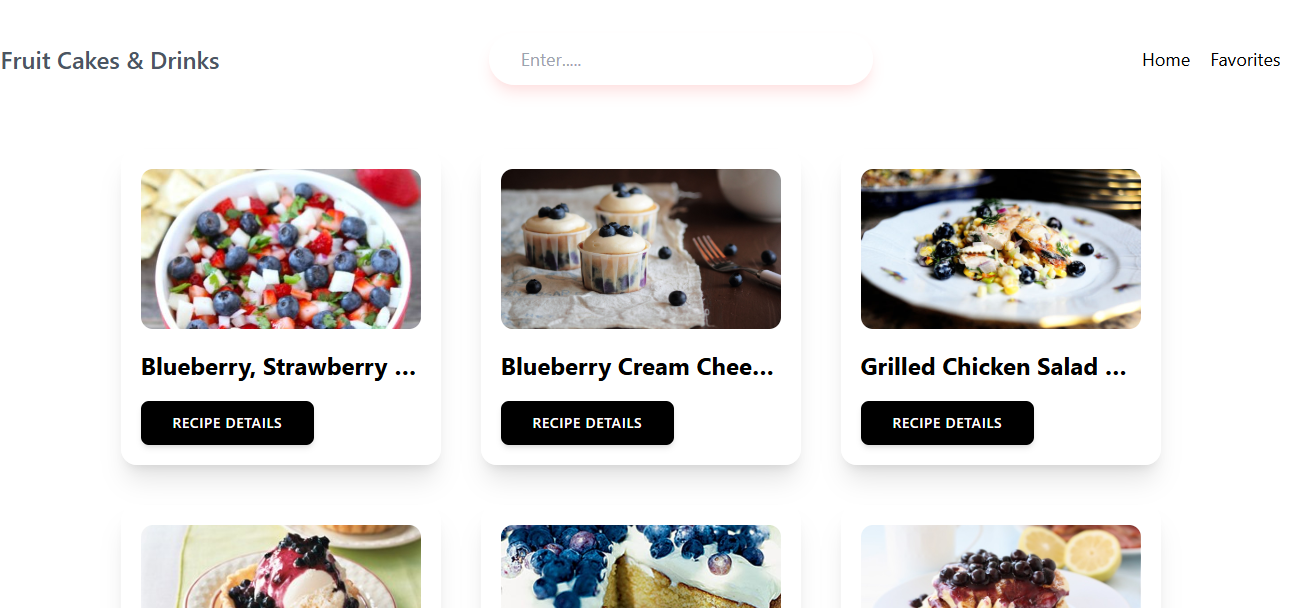 Fruit Cakes & Drinks
Enter.....
Home
Favorites
Blueberry, Strawberry ...
Blueberry Cream Chee...
Grilled Chicken Salad ...
RECIPE DETAILS
RECIPE DETAILS
RECIPE DETAILS